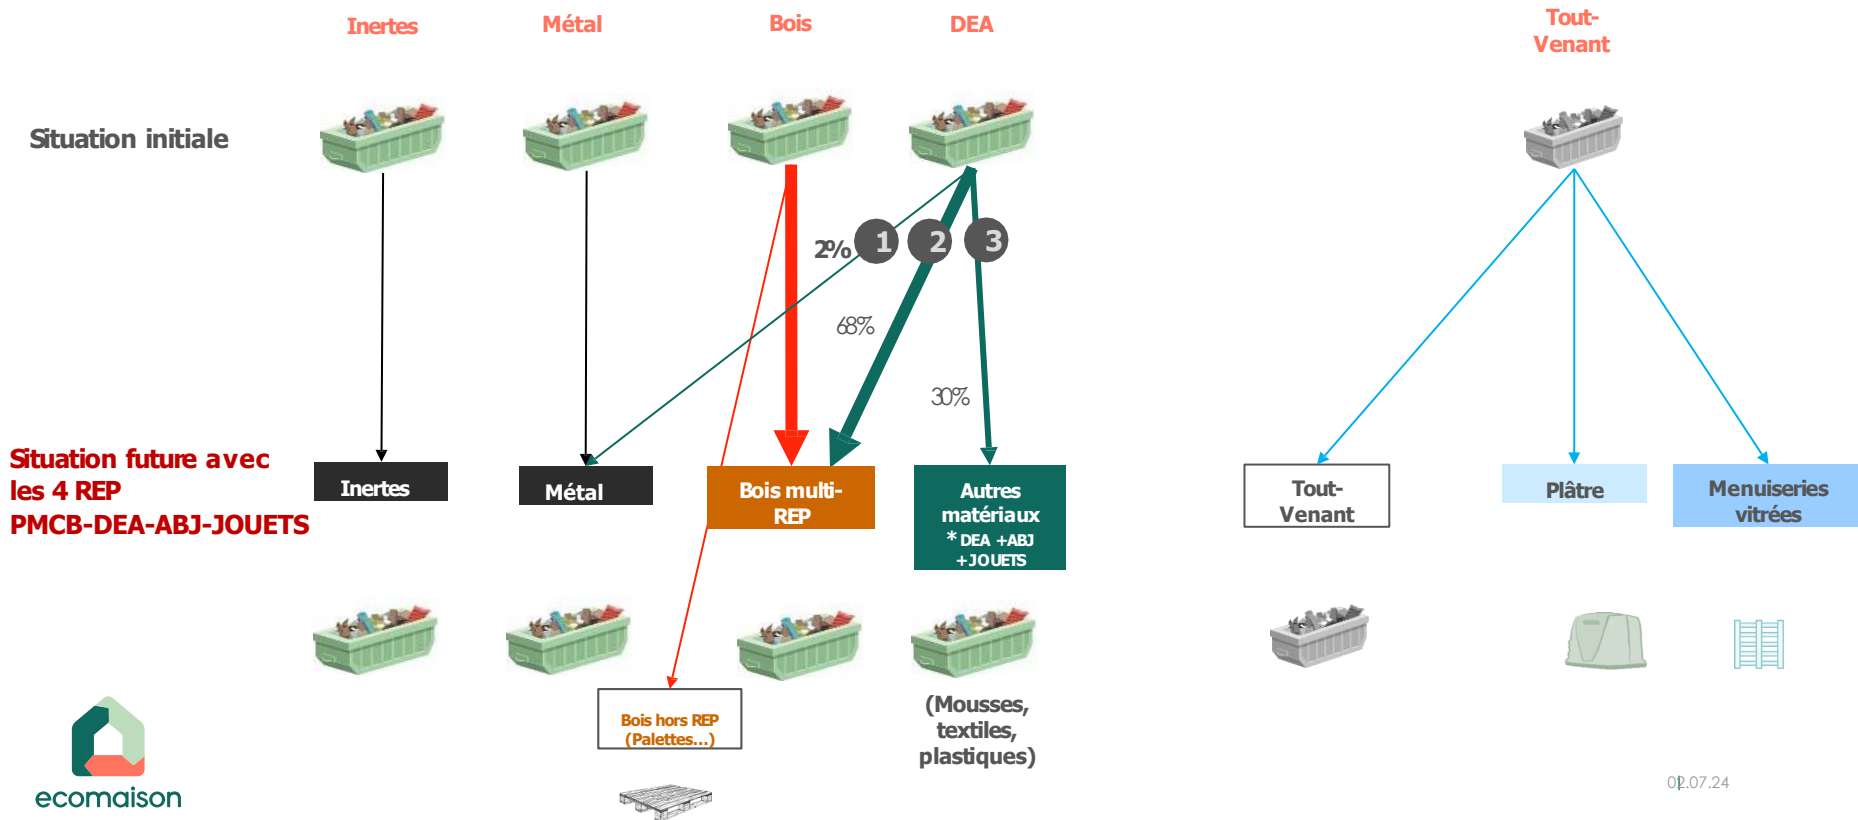 Inertes
Métal
Bois
DEA
Tout-
Venant
Situation initiale
2%
1
2
3
68%
30%
Situation future avec
les 4 REP
PMCB-DEA-ABJ-JOUETS
Inertes
Métal
Bois multi-
REP
Autres
matériaux
* DEA +ABJ
+ JOUETS
Tout-
Venant
Plâtre
Menuiseries
vitrées
Bois hors REP
(Palettes...)
(Mousses,
textiles,
plastiques)
ecomaison
02.07.24